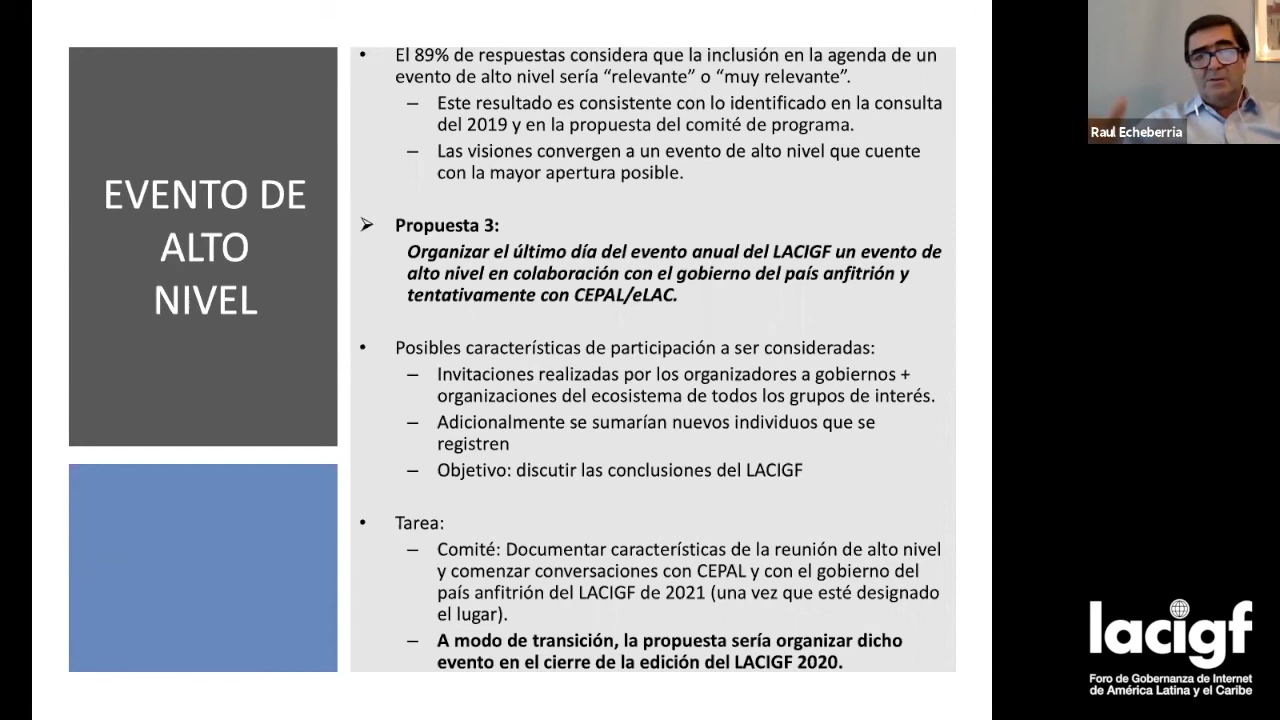 EVENTO DE
ALTO
NIVEL
• El 89% de respuestas considera que la inclusión en la agenda de un
evento de alto nivel sería “relevante” o “muy relevante”.
– Este resultado es consistente con lo identificado en la consulta
del 2019 y en la propuesta del comité de programa.
– Las visiones convergen a un evento de alto nivel que cuente
con la mayor apertura posible.
➢ Propuesta 3:
Organizar el último día del evento anual del LACIGF un evento de
alto nivel en colaboración con el gobierno del país anfitrión y
tentativamente con CEPAL/eLAC.
• Posibles características de participación a ser consideradas:
– Invitaciones realizadas por los organizadores a gobiernos +
organizaciones del ecosistema de todos los grupos de interés.
– Adicionalmente se sumarían nuevos individuos que se
registren
– Objetivo: discutir las conclusiones del LACIGF
• Tarea:
– Comité: Documentar características de la reunión de alto nivel
y comenzar conversaciones con CEPAL y con el gobierno del
país anfitrión del LACIGF de 2021 (una vez que esté designado
el lugar).
– A modo de transición, la propuesta sería organizar dicho
evento en el cierre de la edición del LACIGF 2020.
Raul Echeberria
lacigf
Foro de Gobernanza de Internet
de América Latina y el Caribe